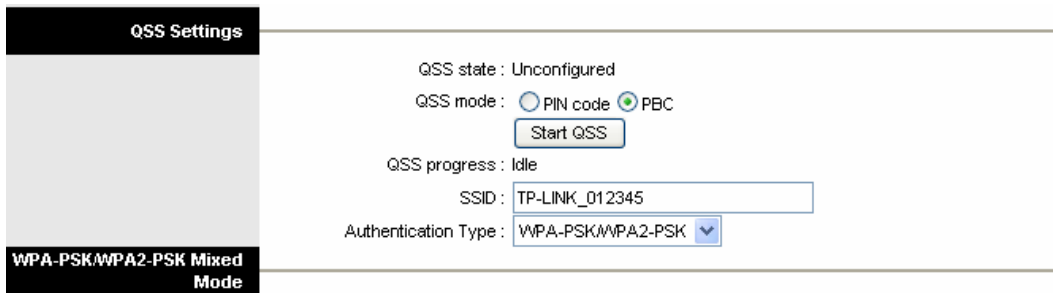 QSS Settings
QSS state : Unconfigured
QSS mode : PIN code PBC
Start QSS
QSS progress : Idle
SSID : TP-LINK_012345
Authentication Type : WPA-PSK/WPA2-PSK
WPA-PSK/WPA2-PSK Mixed
Mode